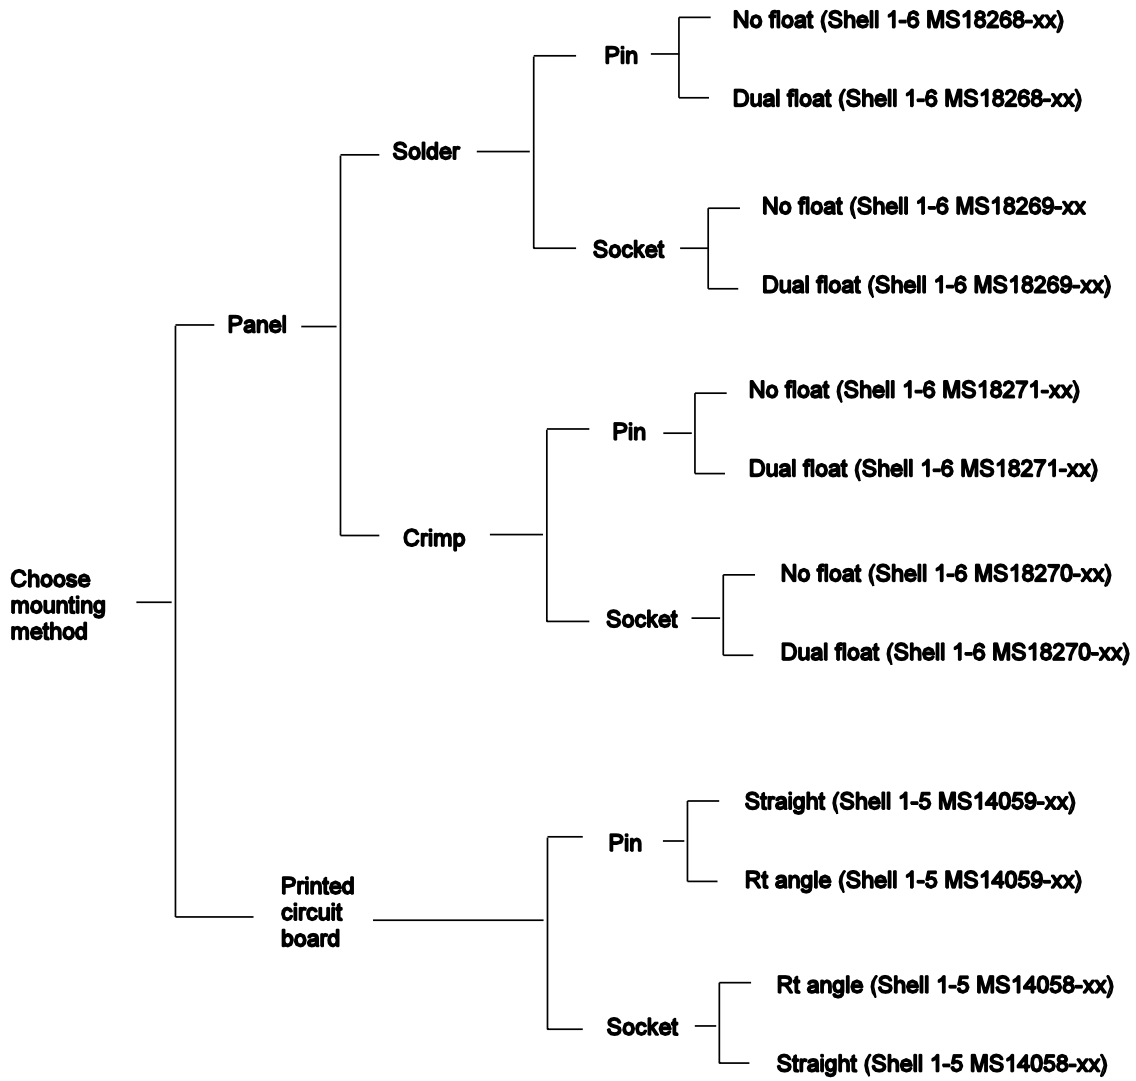 No float (Shell 1-6 MS18268-xx)
Pin
Dual float (Shell 1-6 MS18268-xx)
Solder
No float (Shell 1-6 MS18269-xx
Socket
Dual float (Shell 1-6 MS18269-xx)
Panel
No float (Shell 1-6 MS18271-xx)
Pin
Dual float (Shell 1-6 MS18271-xx)
Crimp
No float (Shell 1-6 MS18270-xx)
Socket
Dual float (Shell 1-6 MS18270-xx)
Choose
mounting
method
Straight (Shell 1-5 MS14059-xx)
Pin
Rt angle (Shell 1-5 MS14059-xx)
Printed
circuit
board
Rt angle (Shell 1-5 MS14058-xx)
Socket
Straight (Shell 1-5 MS14058-xx)